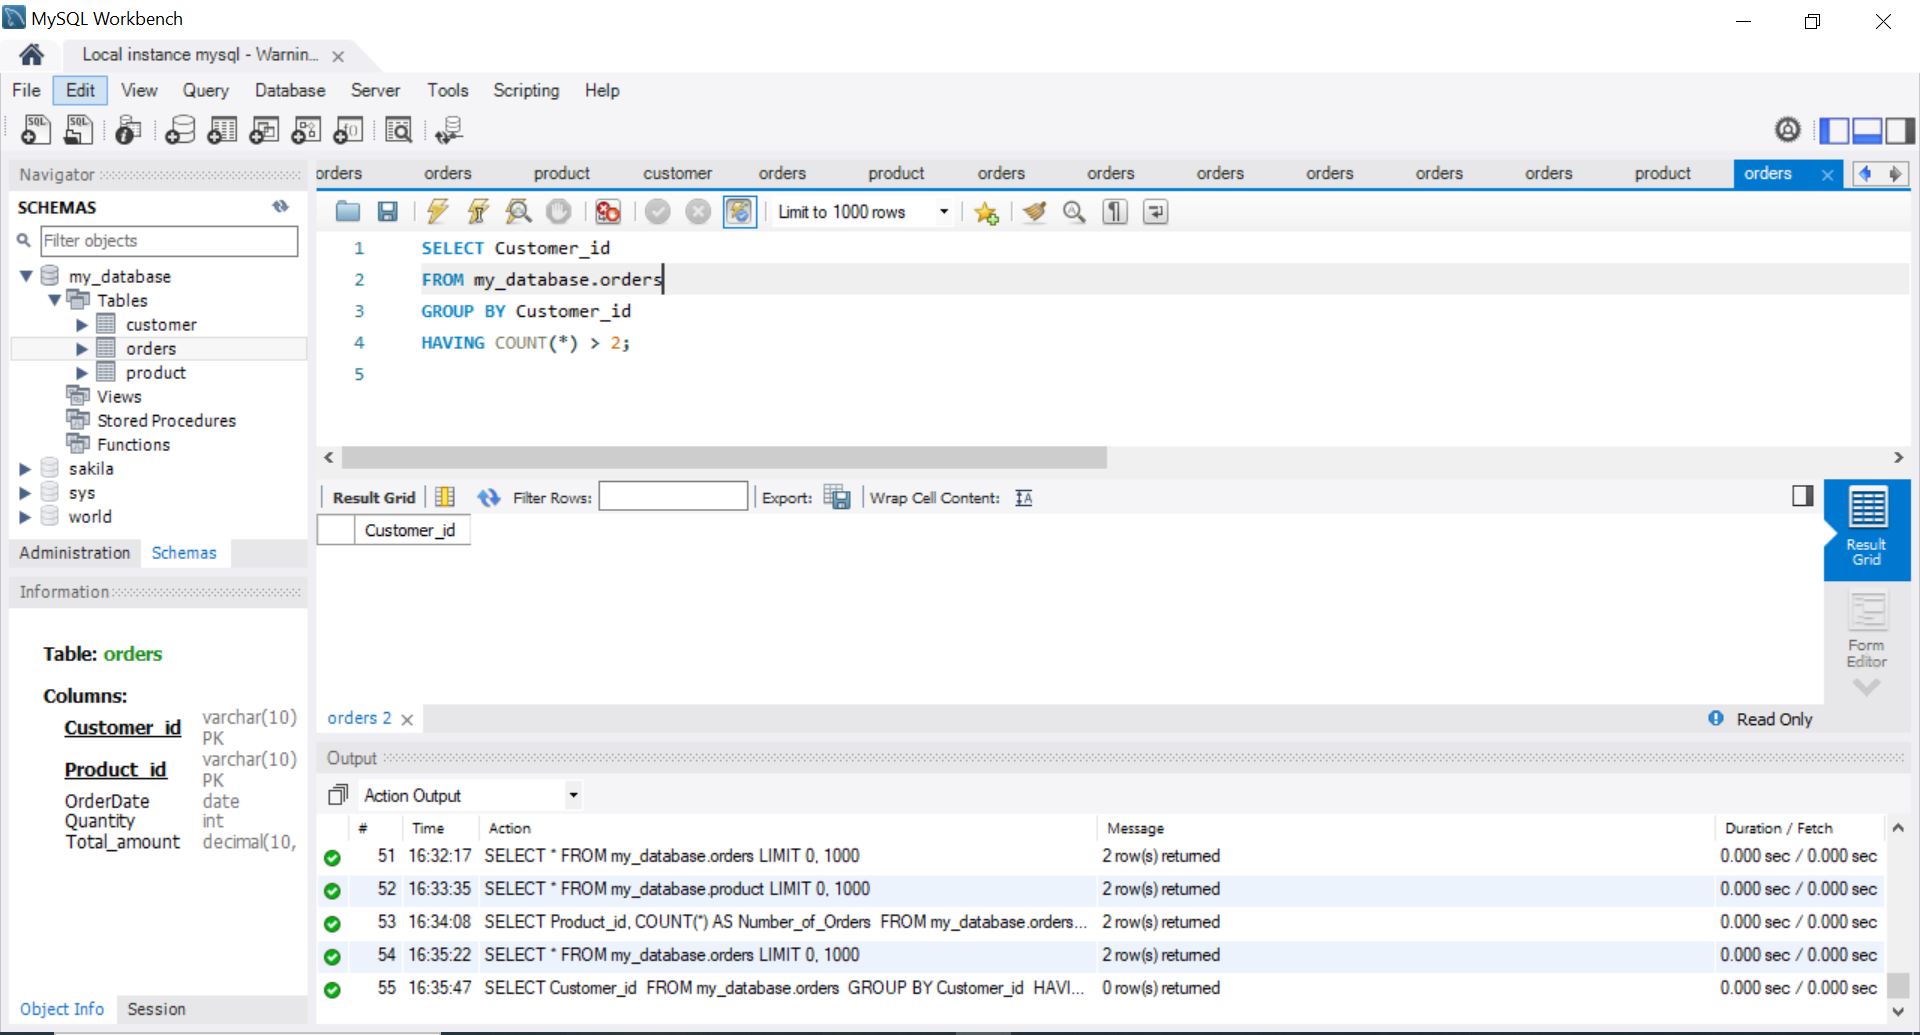 MySQL Workbench
Local instance mysql - Warnin...
File Edit View Query Database Server Tools Scripting Help
Navigator
SCHEMAS
Filter objects
my_database
Tables
customer
orders
product
Views
Stored Procedures
Functions
sakila
sys
world
Administration Schemas
Information
Table: orders
Columns:
Customer_id varchar(10) PK
Product_id varchar(10) PK
OrderDate date
Quantity int
Total_amount decimal(10,
Object Info Session
orders orders product customer orders product orders orders orders orders orders orders product orders
Limit to 1000 rows
1 SELECT Customer_id
2 FROM my_database.orders
3 GROUP BY Customer_id
4 HAVING COUNT(*) > 2;
5
Result Grid Filter Rows: Export: Wrap Cell Content:
Customer_id
Result Grid
Form Editor
orders 2 Read Only
Output
Action Output
# Time Action Message Duration / Fetch
51 16:32:17 SELECT * FROM my_database.orders LIMIT 0, 1000 2 row(s) returned 0.000 sec / 0.000 sec
52 16:33:35 SELECT * FROM my_database.product LIMIT 0, 1000 2 row(s) returned 0.000 sec / 0.000 sec
53 16:34:08 SELECT Product_id, COUNT(*) AS Number_of_Orders FROM my_database.orders... 2 row(s) returned 0.000 sec / 0.000 sec
54 16:35:22 SELECT * FROM my_database.orders LIMIT 0, 1000 2 row(s) returned 0.000 sec / 0.000 sec
55 16:35:47 SELECT Customer_id FROM my_database.orders GROUP BY Customer_id HAVI... 0 row(s) returned 0.000 sec / 0.000 sec